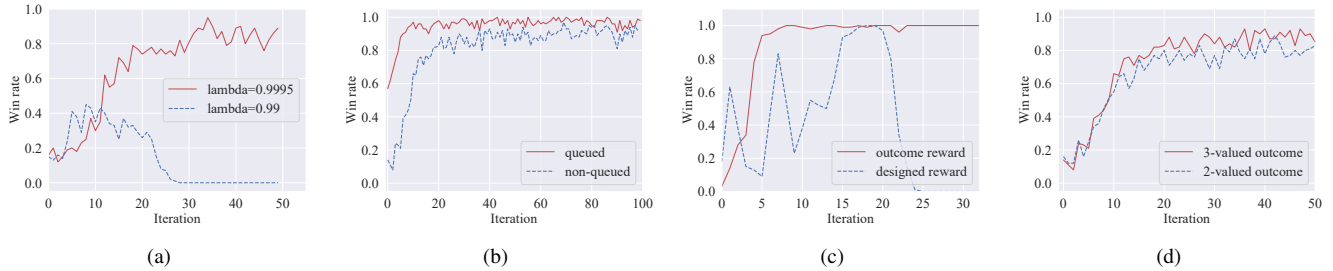 Win rate
1.0
0.8
0.6
0.4
0.2
0.0
lambda=0.9995
lambda=0.99
0 10 20 30 40 50
Iteration
(a)
Win rate
1.0
0.8
0.6
0.4
0.2
0.0
queued
non-queued
0 20 40 60 80 100
Iteration
(b)
Win rate
1.0
0.8
0.6
0.4
0.2
0.0
outcome reward
designed reward
0 5 10 15 20 25 30
Iteration
(c)
Win rate
1.0
0.8
0.6
0.4
0.2
0.0
3-valued outcome
2-valued outcome
0 10 20 30 40 50
Iteration
(d)